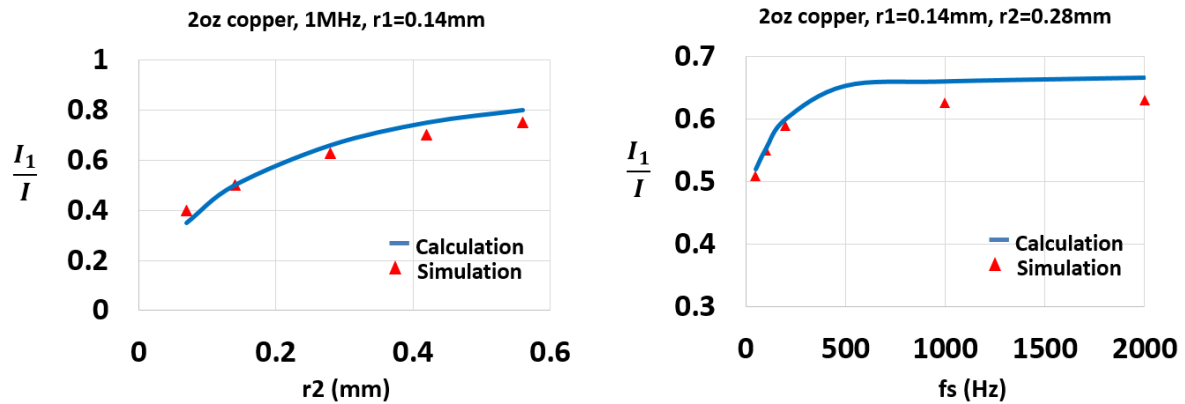 2oz copper, 1MHz, r1=0.14mm
1
0.8
0.6
0.4
0.2
0
I₁
I
Calculation
Simulation
0
0.2
0.4
0.6
r2 (mm)
2oz copper, r1=0.14mm, r2=0.28mm
0.7
0.6
0.5
0.4
0.3
I₁
I
Calculation
Simulation
0
500
1000
1500
2000
fs (Hz)